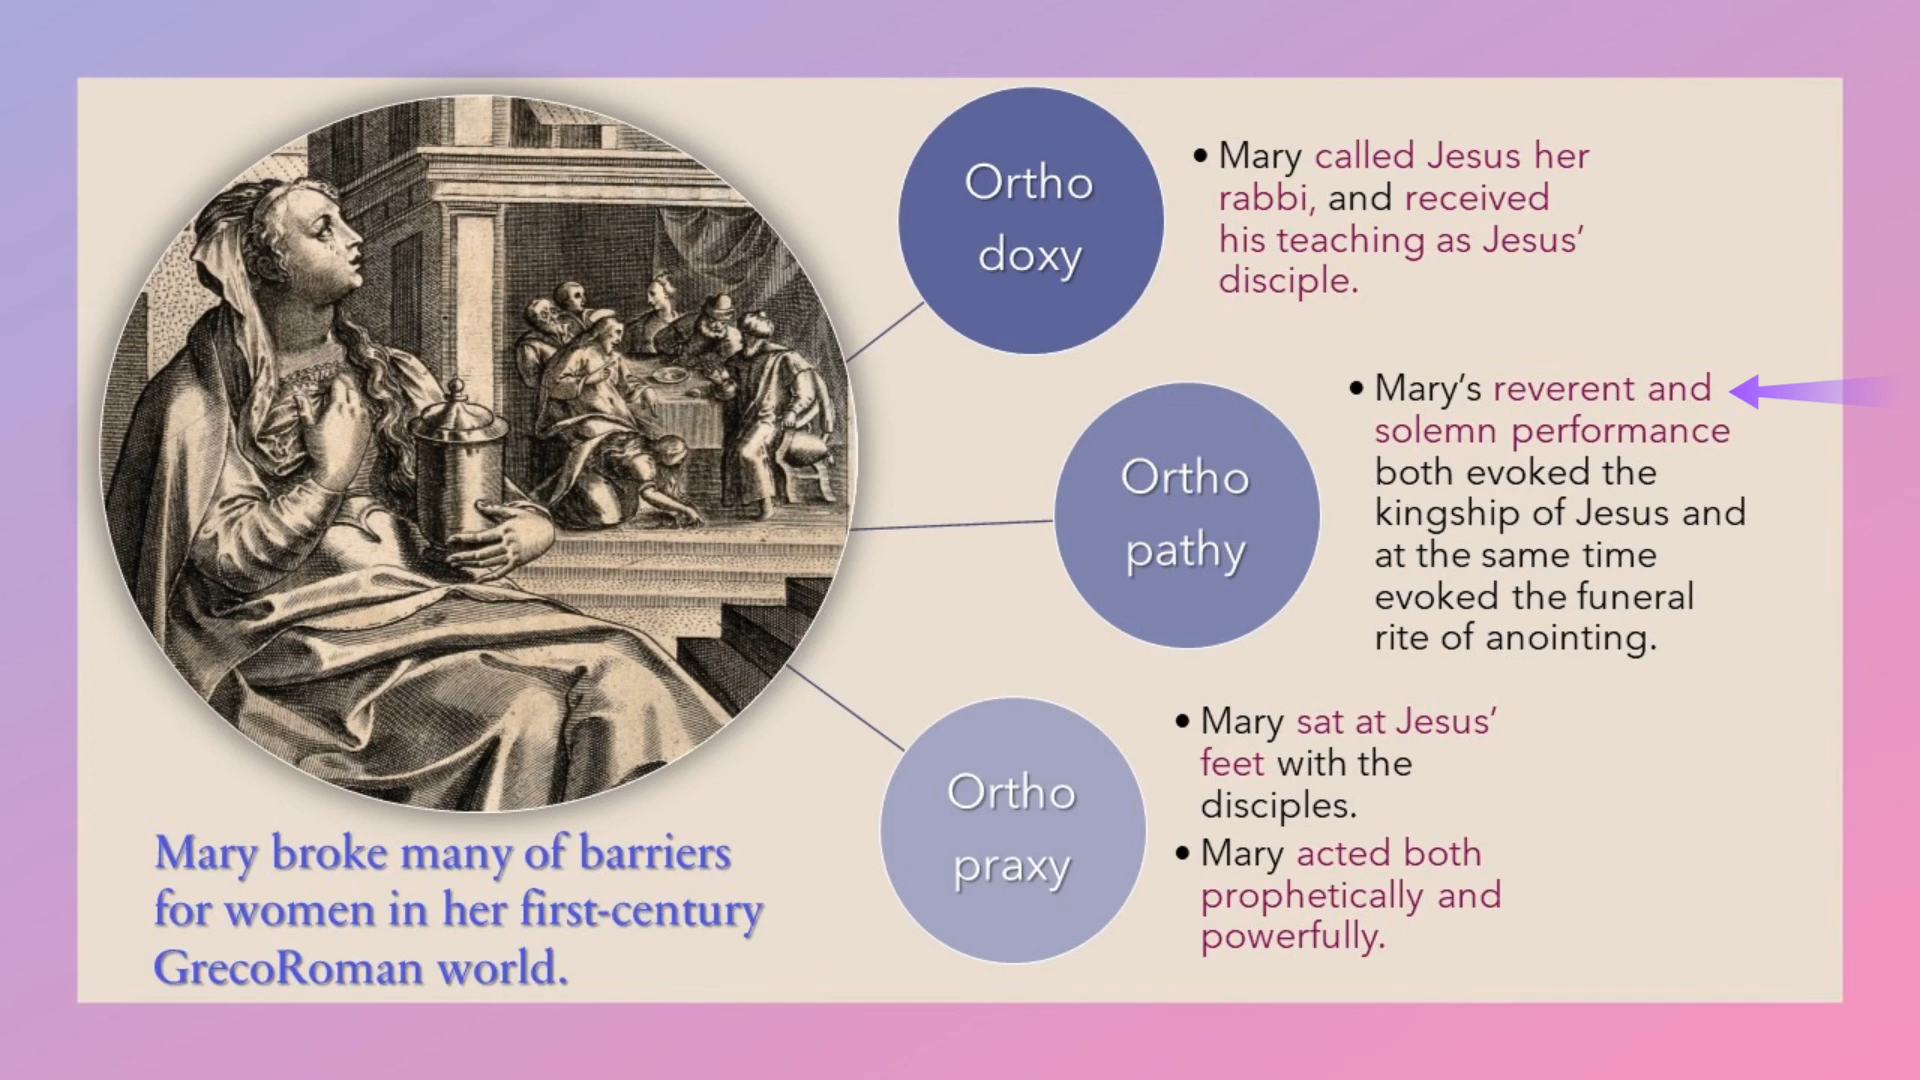 Ortho
doxy
• Mary called Jesus her
rabbi, and received
his teaching as Jesus’
disciple.
Ortho
pathy
• Mary’s reverent and
solemn performance
both evoked the
kingship of Jesus and
at the same time
evoked the funeral
rite of anointing.
Ortho
praxy
• Mary sat at Jesus’
feet with the
disciples.
• Mary acted both
prophetically and
powerfully.
Mary broke many of barriers
for women in her first-century
GrecoRoman world.